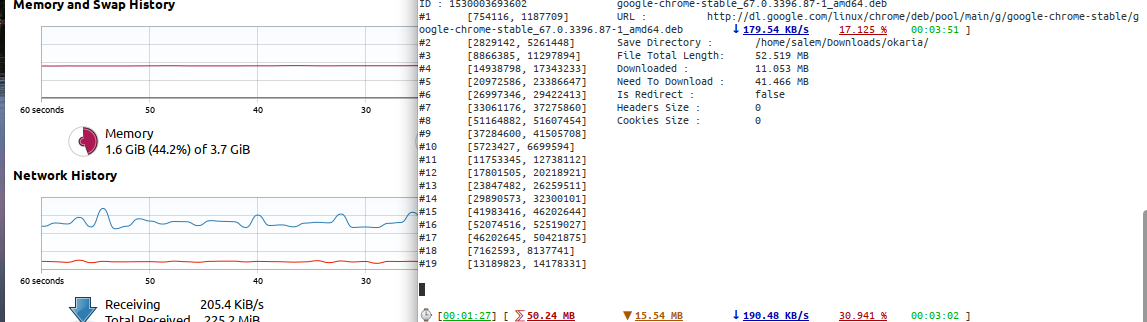 Memory and Swap History
60 seconds 50 40 30
Memory
1.6 GiB (44.2%) of 3.7 GiB
Network History
60 seconds 50 40 30
Receiving 205.4 KiB/s
Total Received 225.2 MiB
ID : 1530003693602 google-chrome-stable_67.0.3396.87-1_amd64.deb
#1 [754116, 1187709] URL : http://dl.google.com/linux/chrome/deb/pool/main/g/google-chrome-stable/g
oogle-chrome-stable_67.0.3396.87-1_amd64.deb ↓ 179.54 KB/s 17.125 % 00:03:51 ]
#2 [2829142, 5261448] Save Directory : /home/salem/Downloads/okaria/
#3 [8866385, 11297894] File Total Length: 52.519 MB
#4 [14938798, 17343233] Downloaded : 11.053 MB
#5 [20972586, 23386647] Need To Download : 41.466 MB
#6 [26997346, 29422413] Is Redirect : false
#7 [33061176, 37275860] Headers Size : 0
#8 [51164882, 51607454] Cookies Size : 0
#9 [37284600, 41505708]
#10 [5723427, 6699594]
#11 [11753345, 12738112]
#12 [17801505, 20218921]
#13 [23847482, 26259511]
#14 [29890573, 32300101]
#15 [41983416, 46202644]
#16 [52074516, 52519027]
#17 [46202645, 50421875]
#18 [7162593, 8137741]
#19 [13189823, 14178331]
[00:01:27] [ ⅀ 50.24 MB ▼ 15.54 MB ↓ 190.48 KB/s 30.941 % 00:03:02 ]